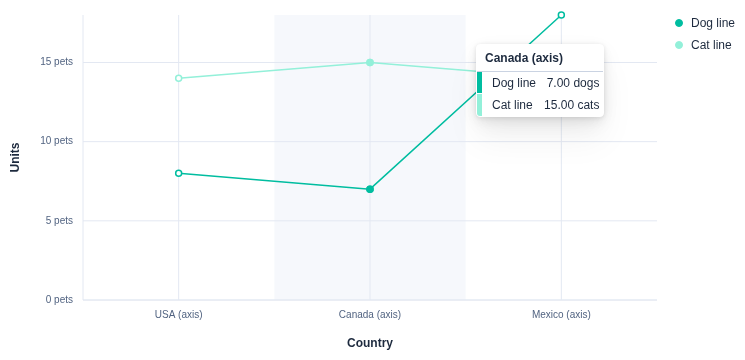 Dog line
Cat line
15 pets
10 pets
5 pets
0 pets
Units
Canada (axis)
Dog line 7.00 dogs
Cat line 15.00 cats
USA (axis)
Canada (axis)
Mexico (axis)
Country